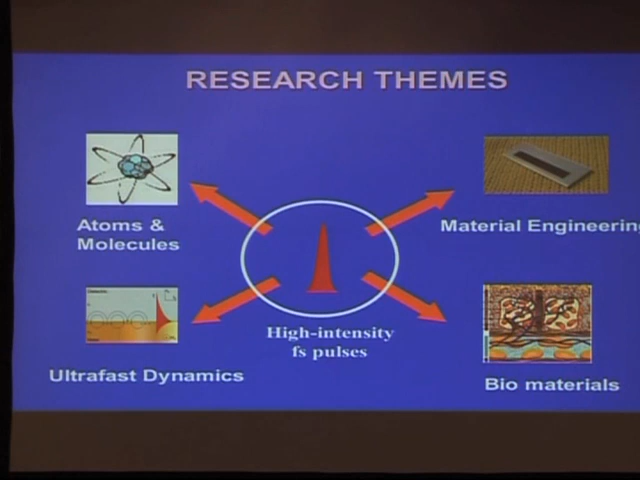 RESEARCH THEMES
Atoms &
Molecules
Material Engineering
High-intensity
fs pulses
Ultrafast Dynamics
Bio materials